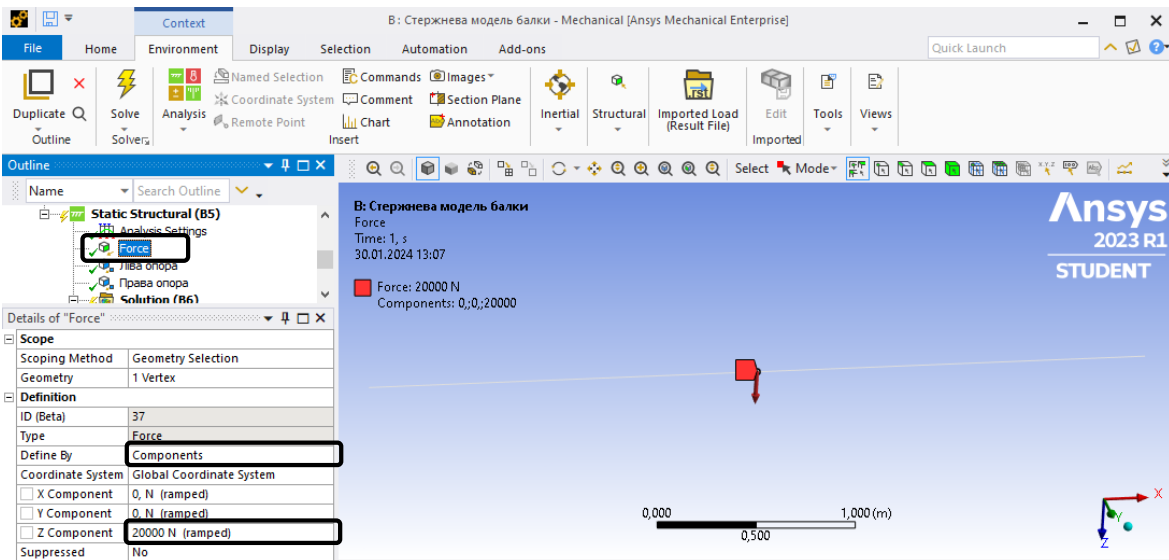 Context
B : Стержнева модель балки - Mechanical [Ansys Mechanical Enterprise]
File Home Environment Display Selection Automation Add-ons Quick Launch
Duplicate
Outline
Solve
Solvers
Analysis
Named Selection
Coordinate System
Remote Point
Commands
Comment
Chart
Images
Section Plane
Annotation
Insert
Inertial
Structural
Imported Load
(Result File)
Edit
Imported
Tools
Views
Outline
Name Search Outline
Static Structural (B5)
Analysis Settings
Force
Ліва опора
Права опора
Solution (B6)
Select Mode
Details of "Force"
Scope
Scoping Method Geometry Selection
Geometry 1 Vertex
Definition
ID (Beta) 37
Type Force
Define By Components
Coordinate System Global Coordinate System
X Component 0, N (ramped)
Y Component 0, N (ramped)
Z Component 20000 N (ramped)
Suppressed No
B: Стержнева модель балки
Force
Time: 1, s
30.01.2024 13:07
Force: 20000 N
Components: 0,;0,;20000
Ansys
2023 R1
STUDENT
0,000 1,000 (m)
0,500
X
Y
Z